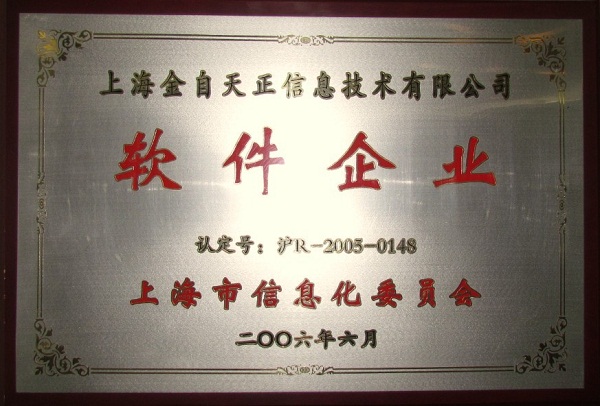 上海金自天正信息技术有限公司
软件企业
认定号：沪R-2005-0148
上海市信息化委员会
二〇〇六年六月